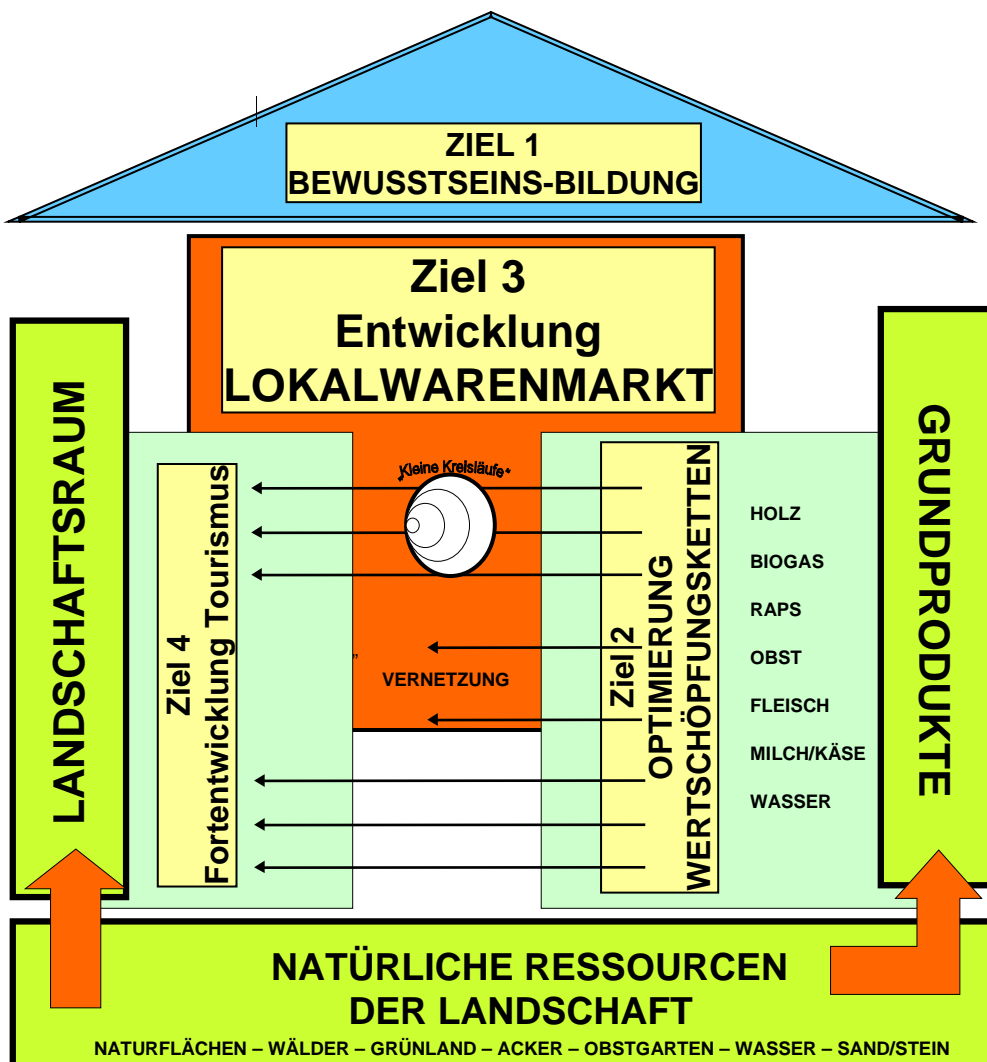 ZIEL 1
BEWUSSTSEINS-BILDUNG
Ziel 3
Entwicklung
LOKALWARENMARKT
LANDSCHAFTSRAUM
Ziel 4
Fortentwicklung Tourismus
„Kleine Kreisläufe“
”
VERNETZUNG
Ziel 2
OPTIMIERUNG
WERTSCHÖPFUNGSKETTEN
HOLZ
BIOGAS
RAPS
OBST
FLEISCH
MILCH/KÄSE
WASSER
GRUNDPRODUKTE
NATÜRLICHE RESSOURCEN
DER LANDSCHAFT
NATURFLÄCHEN – WÄLDER – GRÜNLAND – ACKER – OBSTGARTEN – WASSER – SAND/STEIN